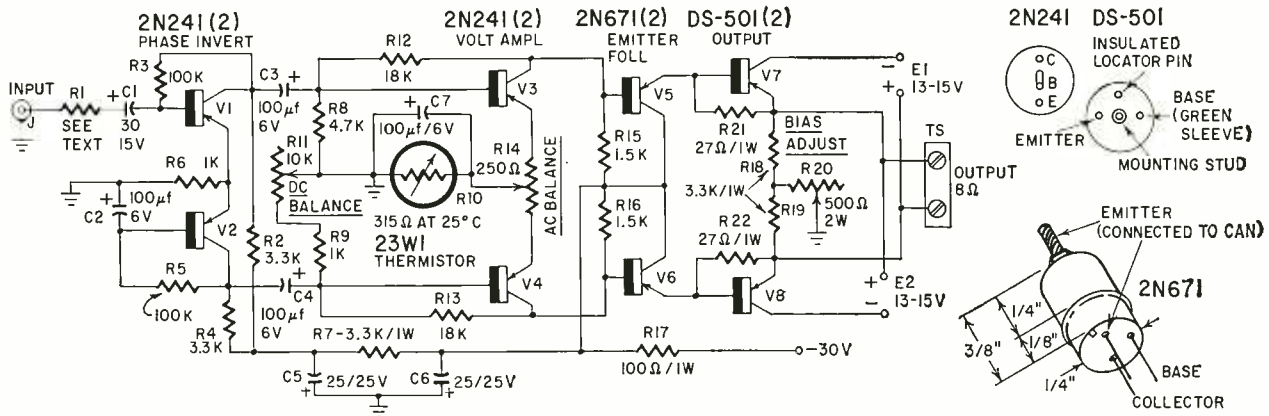 2N241(2)
PHASE INVERT
2N241(2)
VOLT AMPL
2N671(2)
EMITTER
FOLL
DS-501(2)
OUTPUT
2N241
DS-501
INSULATED
LOCATOR PIN
C
B
E
BASE
(GREEN
SLEEVE)
EMITTER
MOUNTING STUD
INPUT
J
R1
SEE
TEXT
+
C1
30
15V
R3
100K
V1
C3
+
100µf
6V
R12
18K
R8
4.7K
+
C7
100µf/6V
V3
R11
10K
DC
BALANCE
R10
315Ω AT 25°C
23W1
THERMISTOR
R14
250Ω
AC BALANCE
R6
1K
+
100µf
6V
C2
V2
R2
3.3K
R9
1K
R5
100K
C4
+
100µf
6V
R4
3.3K
R13
18K
V4
R7-3.3K/1W
C5
+
25/25V
C6
+
25/25V
R17
100Ω/1W
-30V
V5
R15
1.5K
R16
1.5K
V6
V7
R21
27Ω/1W
BIAS
ADJUST
R18
3.3K/1W
R20
500Ω
2W
R19
R22
27Ω/1W
V8
−
E1
+
13-15V
TS
OUTPUT
8Ω
+
E2
−
13-15V
EMITTER
(CONNECTED TO CAN)
2N671
1/4"
1/8"
3/8"
1/4"
BASE
COLLECTOR